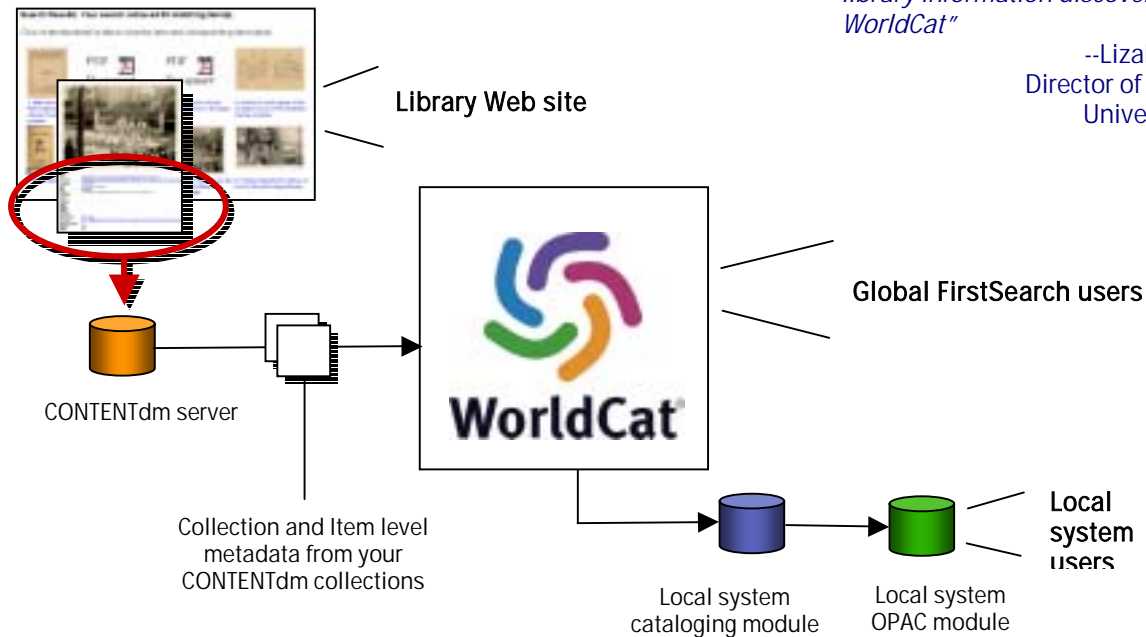 library information discover
WorldCat"
--Liza
Director of
Unive
Library Web site
Global FirstSearch users
WorldCat
CONTENTdm server
Collection and Item level
metadata from your
CONTENTdm collections
Local
system
users
Local system
cataloging module
Local system
OPAC module